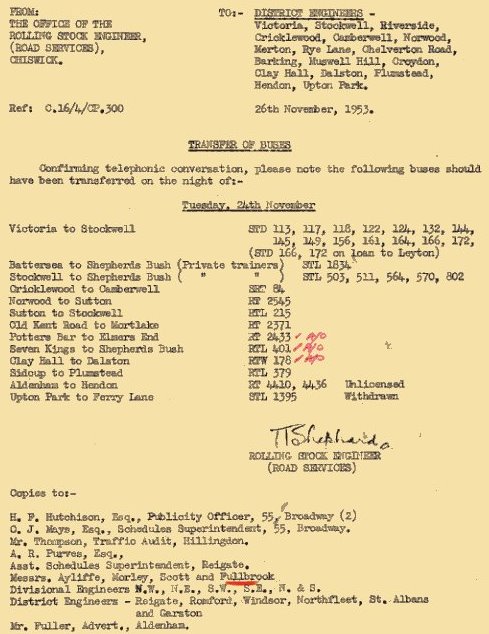 FROM:
THE OFFICE OF THE
ROLLING STOCK ENGINEER,
(ROAD SERVICES),
CHISWICK.
TO:- DISTRICT ENGINEERS -
Victoria, Stockwell, Riverside,
Cricklewood, Camberwell, Norwood,
Merton, Rye Lane, Chelverton Road,
Barking, Muswell Hill, Croydon,
Clay Hall, Dalston, Plumstead,
Hendon, Upton Park.
Ref: C.16/4/CP.300
26th November, 1953.
TRANSFER OF BUSES
Confirming telephonic conversation, please note the following buses should
have been transferred on the night of:-
Tuesday, 24th November
Victoria to Stockwell STD 113, 117, 118, 122, 124, 132, 144,
145, 149, 156, 161, 164, 166, 172,
(STD 166, 172 on loan to Leyton)
Battersea to Shepherds Bush (Private trainers) STL 1834
Stockwell to Shepherds Bush ( " " ) STL 503, 511, 564, 570, 802
Cricklewood to Camberwell SRT 84
Norwood to Sutton RT 2545
Sutton to Stockwell RTL 215
Old Kent Road to Mortlake RT 2371
Potters Bar to Elmers End RT 2433 ✓ A/O
Seven Kings to Shepherds Bush RTL 401 ✓ A/O
Clay Hall to Dalston RTW 178 ✓ A/O
Sidcup to Plumstead RTL 379
Aldenham to Hendon RT 4410, 4436 Unlicensed
Upton Park to Ferry Lane STL 1395 Withdrawn
TTShephard
ROLLING STOCK ENGINEER
(ROAD SERVICES)
Copies to:-
H. F. Hutchison, Esq., Publicity Officer, 55, Broadway (2)
O. J. Mays, Esq., Schedules Superintendent, 55, Broadway.
Mr. Thompson, Traffic Audit, Hillingdon.
A. R. Purves, Esq.,
Asst. Schedules Superintendent, Reigate.
Messrs. Ayliffe, Morley, Scott and Fullbrook
Divisional Engineers N.W., N.E., S.W., S.E., N. & S.
District Engineers - Reigate, Romford, Windsor, Northfleet, St. Albans
and Garston
Mr. Fuller, Advert., Aldenham.